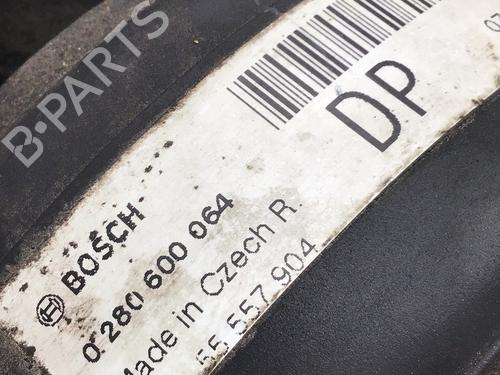 B-PARTS
DP
BOSCH
0 280 600 064
Made in Czech R.
55 557 904